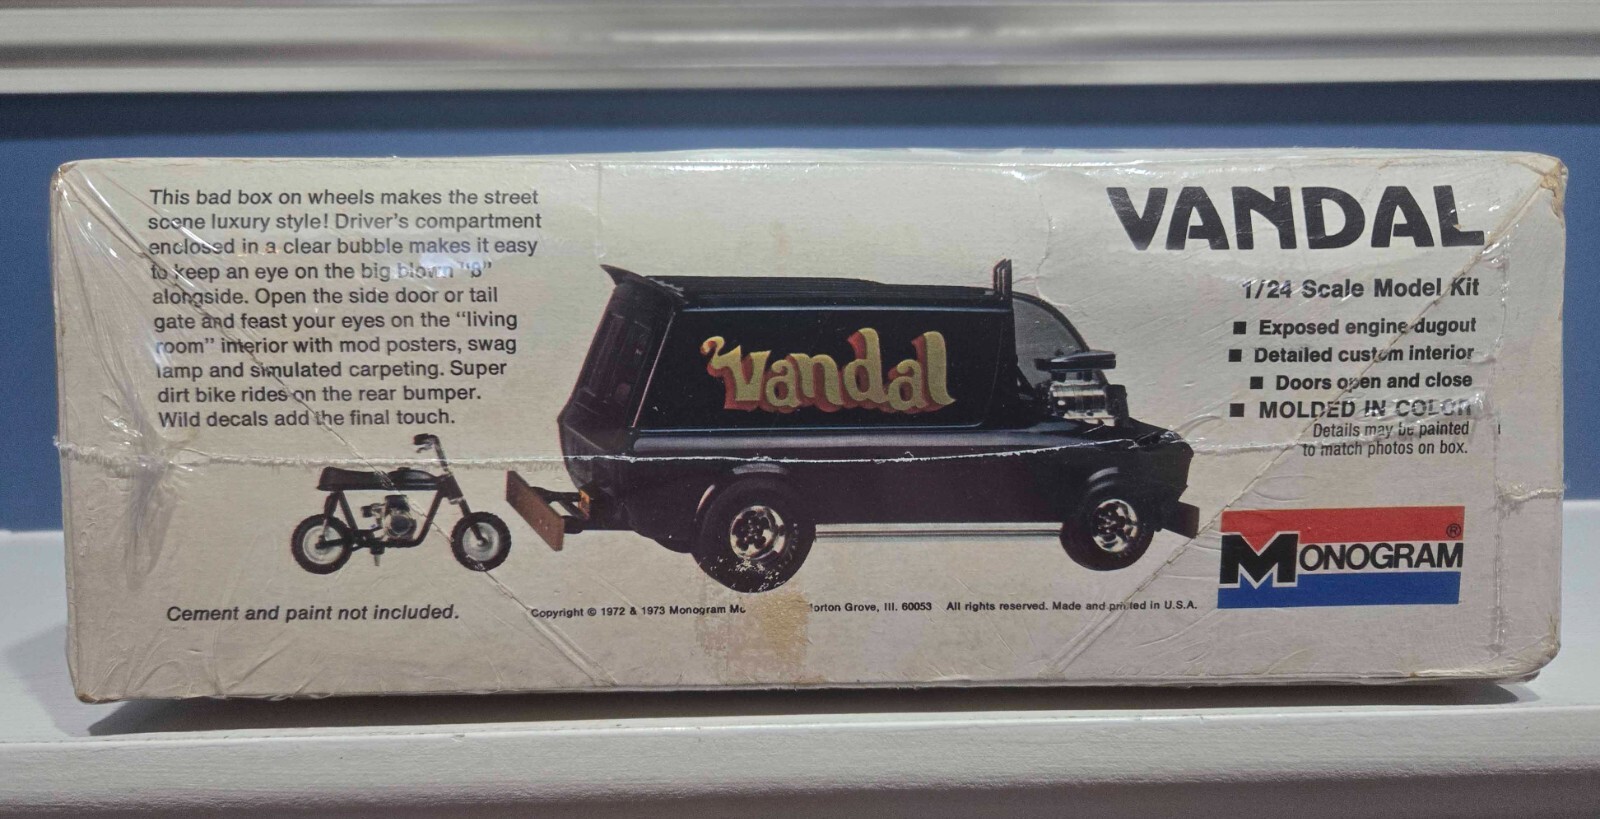 This bad box on wheels makes the street
scene luxury style! Driver's compartment
enclosed in a clear bubble makes it easy
to keep an eye on the big blown "8"
alongside. Open the side door or tail
gate and feast your eyes on the "living
room" interior with mod posters, swag
lamp and simulated carpeting. Super
dirt bike rides on the rear bumper.
Wild decals add the final touch.
Vandal
VANDAL
1/24 Scale Model Kit
■ Exposed engine dugout
■ Detailed custom interior
■ Doors open and close
■ MOLDED IN COLOR
Details may be painted
to match photos on box.
MONOGRAM®
Cement and paint not included.
Copyright © 1972 & 1973 Monogram Mo orton Grove, Ill. 60053 All rights reserved. Made and printed in U.S.A.